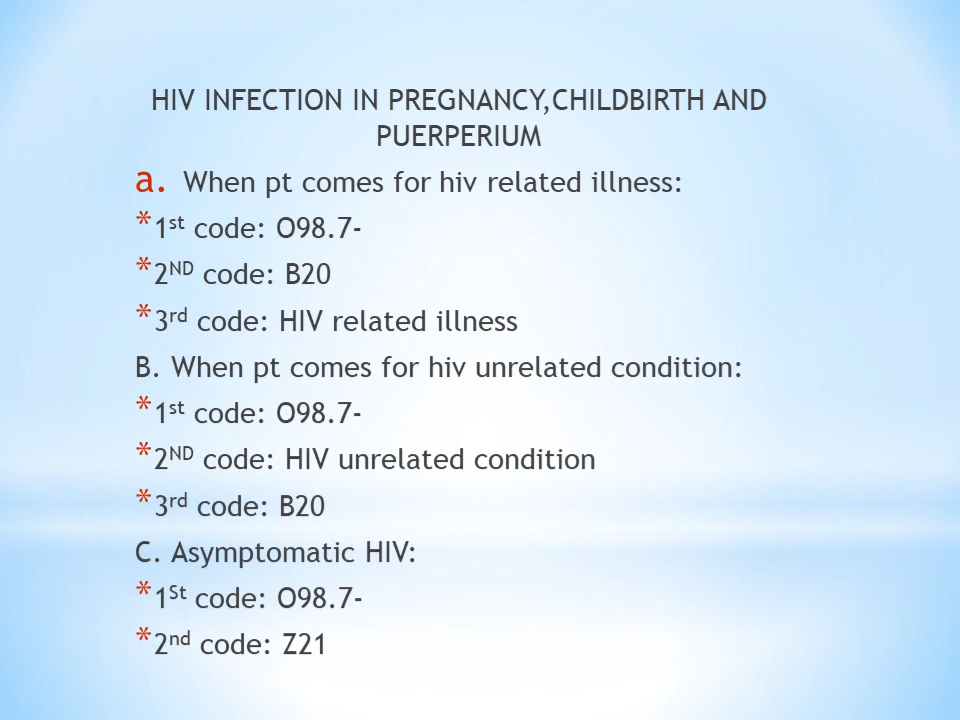 HIV INFECTION IN PREGNANCY,CHILDBIRTH AND
PUERPERIUM
a. When pt comes for hiv related illness:
*1st code: O98.7-
*2ND code: B20
*3rd code: HIV related illness
B. When pt comes for hiv unrelated condition:
*1st code: O98.7-
*2ND code: HIV unrelated condition
*3rd code: B20
C. Asymptomatic HIV:
*1St code: O98.7-
*2nd code: Z21